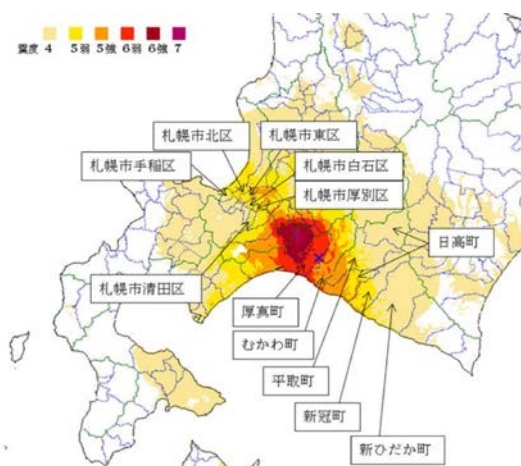 震度 4 5弱 5強 6弱 6強 7
札幌市北区
札幌市東区
札幌市手稲区
札幌市白石区
札幌市厚別区
日高町
札幌市清田区
厚真町
むかわ町
平取町
新冠町
新ひだか町